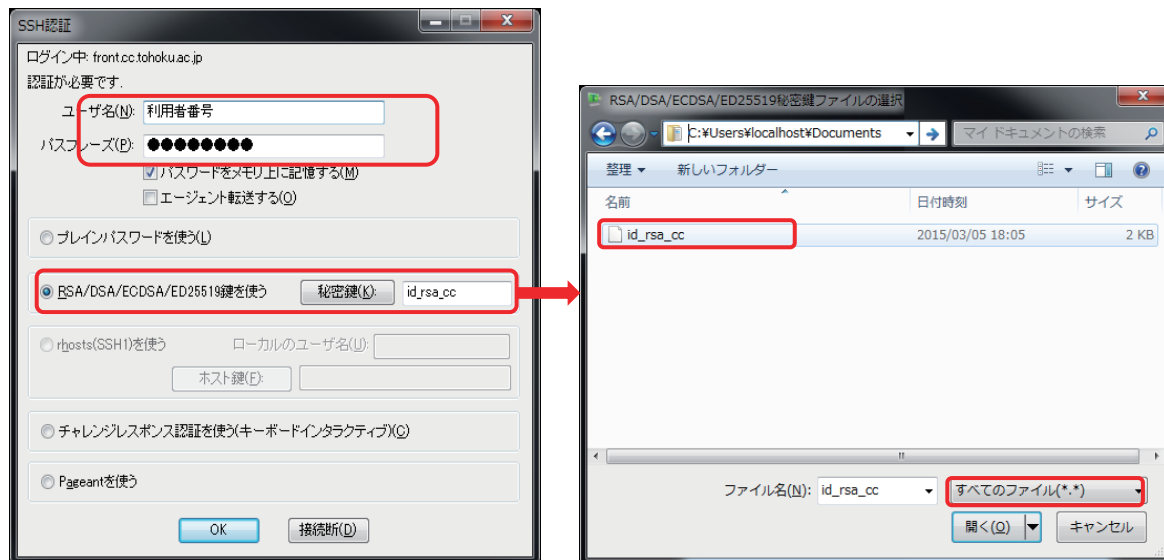 SSH認証
ログイン中: front.cc.tohoku.ac.jp
認証が必要です.
ユーザ名(N): 利用者番号
パスフレーズ(P): ●●●●●●●●
パスワードをメモリ上に記憶する(M)
エージェント転送する(O)
プレインパスワードを使う(L)
RSA/DSA/ECDSA/ED25519鍵を使う 秘密鍵(K): id_rsa_cc
rhosts(SSH1)を使う ローカルのユーザ名(U):
ホスト鍵(F):
チャレンジレスポンス認証を使う(キーボードインタラクティブ)(C)
Pageantを使う
OK 接続断(D)
RSA/DSA/ECDSA/ED25519秘密鍵ファイルの選択
C:¥Users¥localhost¥Documents マイ ドキュメントの検索
整理 新しいフォルダー
名前 日付時刻 サイズ
id_rsa_cc 2015/03/05 18:05 2 KB
ファイル名(N): id_rsa_cc すべてのファイル(*.*)
開く(O) キャンセル